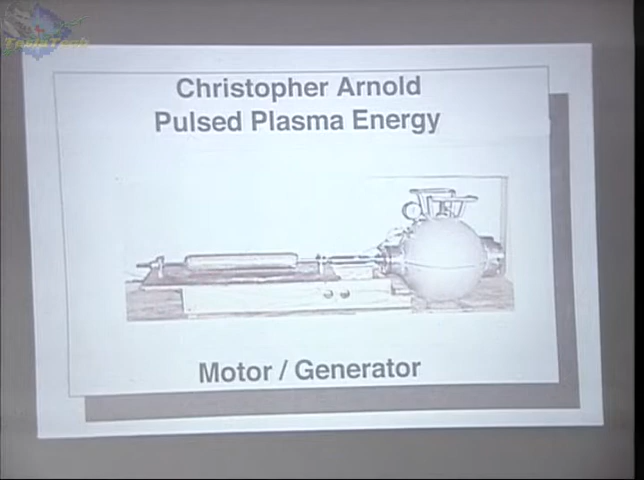 Christopher Arnold
Pulsed Plasma Energy
Motor / Generator